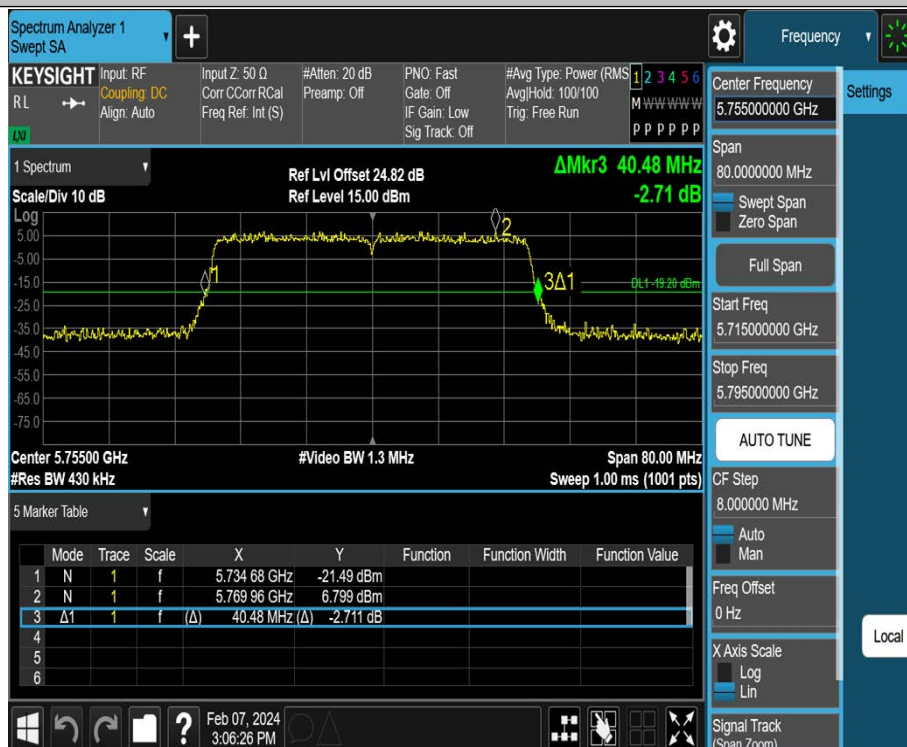 Spectrum Analyzer 1
Swept SA
Frequency
KEYSIGHT
RL
LXI
Input: RF
Coupling: DC
Align: Auto
Input Z: 50 Ω
Corr CCorr RCal
Freq Ref: Int (S)
#Atten: 20 dB
Preamp: Off
PNO: Fast
Gate: Off
IF Gain: Low
Sig Track: Off
#Avg Type: Power (RMS
Avg|Hold: 100/100
Trig: Free Run
1 2 3 4 5 6
M W W W W W
P P P P P P
1 Spectrum
Scale/Div 10 dB
Ref Lvl Offset 24.82 dB
Ref Level 15.00 dBm
ΔMkr3 40.48 MHz
-2.71 dB
Log
5.00
-5.00
-15.0
-25.0
-35.0
-45.0
-55.0
-65.0
-75.0
1
2
3Δ1
DL1 -19.20 dBm
Center 5.75500 GHz
#Res BW 430 kHz
#Video BW 1.3 MHz
Span 80.00 MHz
Sweep 1.00 ms (1001 pts)
5 Marker Table
Mode Trace Scale X Y Function Function Width Function Value
1 N 1 f 5.734 68 GHz -21.49 dBm
2 N 1 f 5.769 96 GHz 6.799 dBm
3 Δ1 1 f (Δ) 40.48 MHz (Δ) -2.711 dB
4
5
6
Feb 07, 2024
3:06:26 PM
Center Frequency
5.755000000 GHz
Span
80.0000000 MHz
Swept Span
Zero Span
Full Span
Start Freq
5.715000000 GHz
Stop Freq
5.795000000 GHz
AUTO TUNE
CF Step
8.000000 MHz
Auto
Man
Freq Offset
0 Hz
X Axis Scale
Log
Lin
Signal Track
(Span Zoom)
Settings
Local